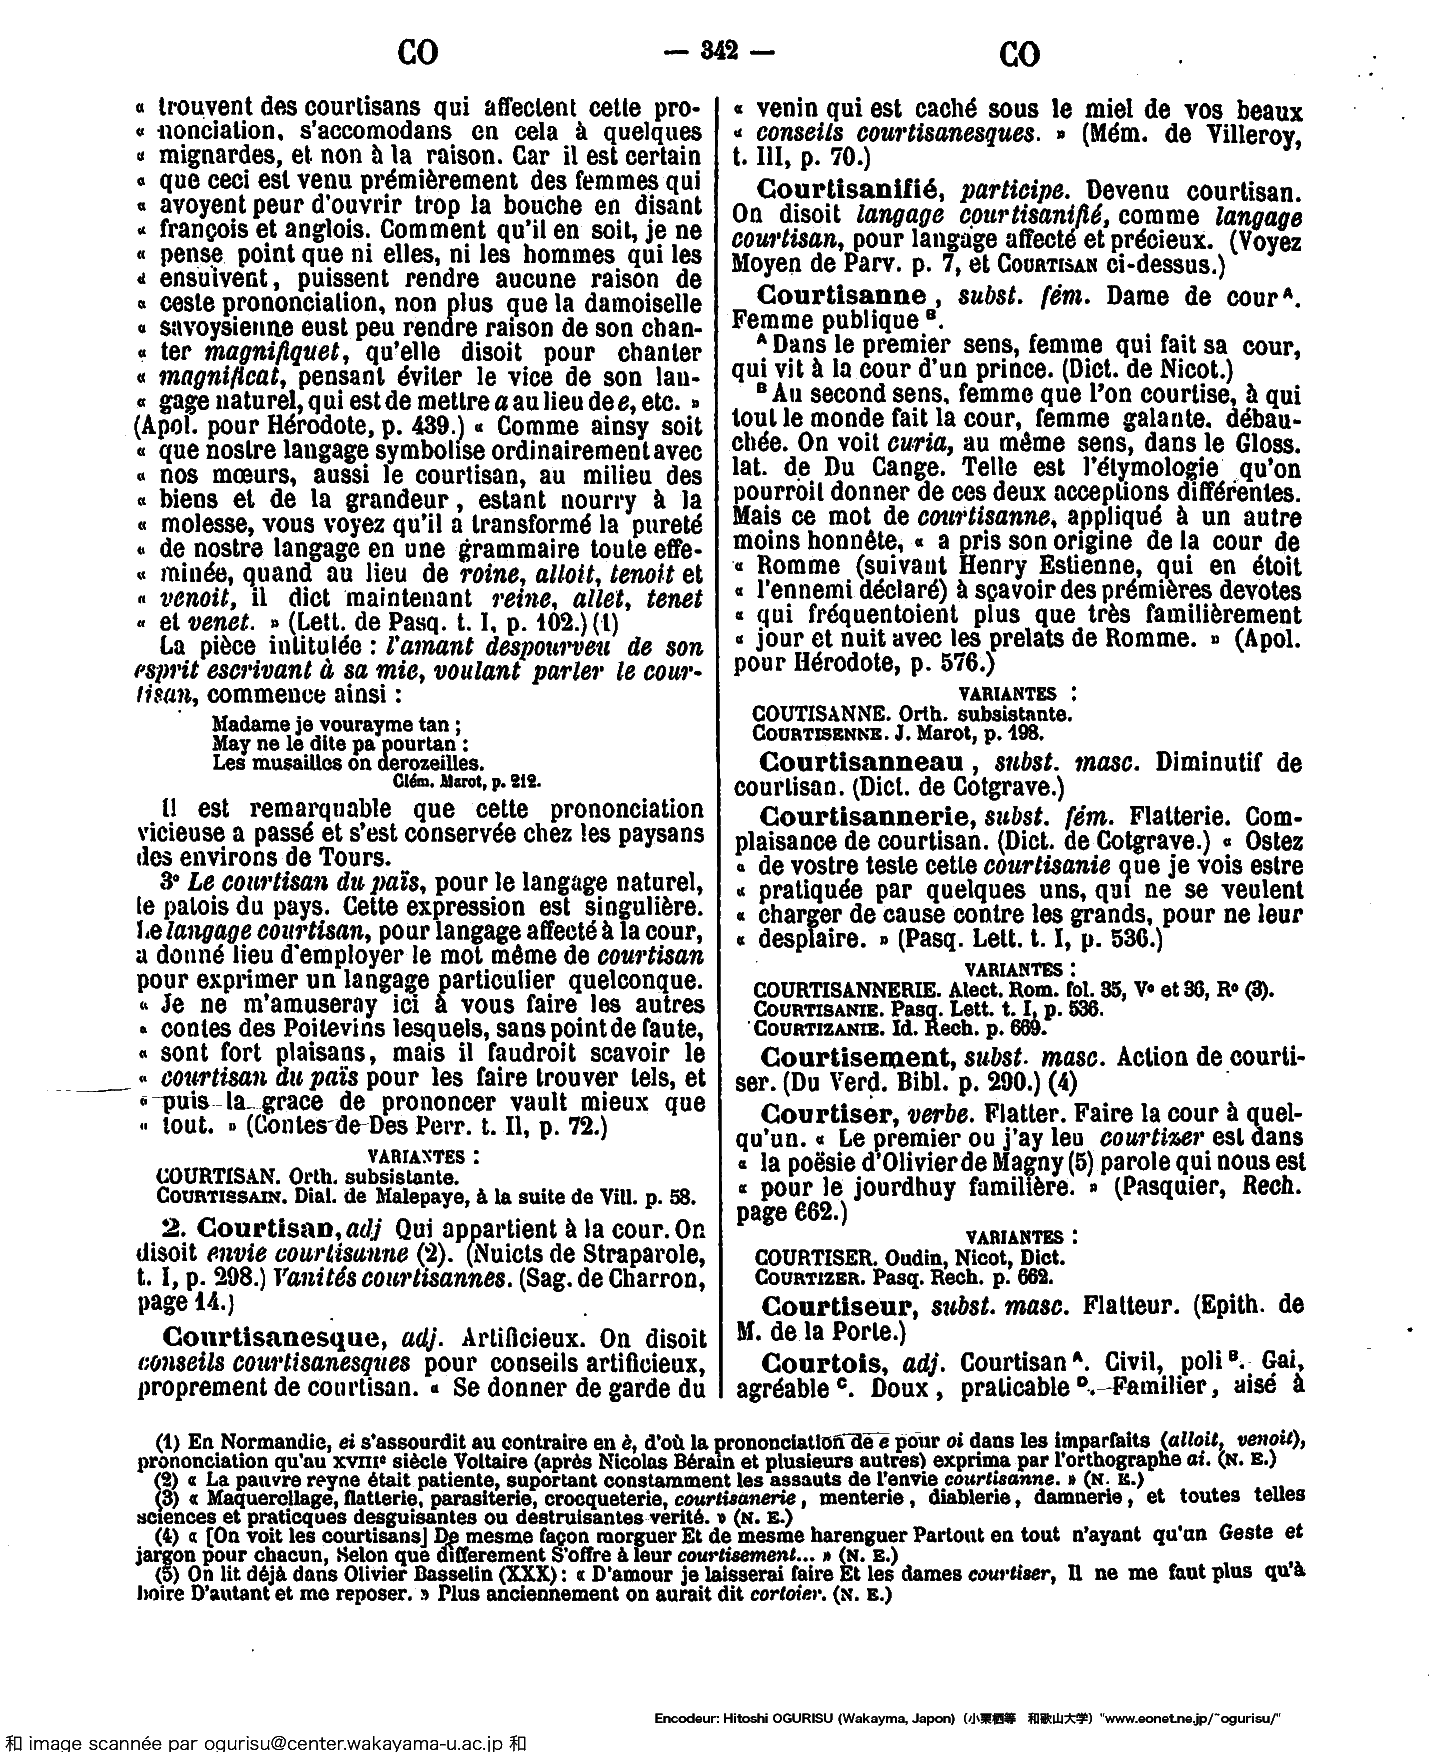 CO
— 342 —
CO
« trouvent des courtisans qui affectent cette pro-
« nonciation, s'accomodans en cela à quelques
« mignardes, et non à la raison. Car il est certain
« que ceci est venu prémièrement des femmes qui
« avoyent peur d'ouvrir trop la bouche en disant
« françois et anglois. Comment qu'il en soit, je ne
« pense point que ni elles, ni les hommes qui les
« ensuivent, puissent rendre aucune raison de
« ceste prononciation, non plus que la damoiselle
« savoysienne eust peu rendre raison de son chan-
« ter magnifiquet, qu'elle disoit pour chanter
« magnificat, pensant éviter le vice de son lan-
« gage naturel, qui est de mettre a au lieu de e, etc. »
(Apol. pour Hérodote, p. 439.) « Comme ainsy soit
« que nostre langage symbolise ordinairement avec
« nos mœurs, aussi le courtisan, au milieu des
« biens et de la grandeur, estant nourry à la
« molesse, vous voyez qu'il a transformé la pureté
« de nostre langage en une grammaire toute effe-
« minée, quand au lieu de roine, alloit, tenoit et
« venoit, il dict maintenant reine, allet, tenet
« et venet. » (Lett. de Pasq. t. I, p. 102.) (1)
La pièce intitulée : l'amant despourveu de son
esprit escrivant à sa mie, voulant parler le cour-
tisan, commence ainsi :
Madame je vourayme tan ;
May ne le dite pa pourtan :
Les musailles on derozeilles.
Clém. Marot, p. 212.
Il est remarquable que cette prononciation
vicieuse a passé et s'est conservée chez les paysans
des environs de Tours.
3° Le courtisan du païs, pour le langage naturel,
le patois du pays. Cette expression est singulière.
Le langage courtisan, pour langage affecté à la cour,
a donné lieu d'employer le mot même de courtisan
pour exprimer un langage particulier quelconque.
« Je ne m'amuseray ici à vous faire les autres
« contes des Poitevins lesquels, sans point de faute,
« sont fort plaisans, mais il faudroit scavoir le
« courtisan du païs pour les faire trouver tels, et
« puis la grace de prononcer vault mieux que
« tout. » (Contes de Des Perr. t. II, p. 72.)
VARIANTES :
COURTISAN. Orth. subsistante.
COURTISSAIN. Dial. de Malepaye, à la suite de Vill. p. 58.
2. Courtisan, adj Qui appartient à la cour. On
disoit envie courtisanne (2). (Nuicts de Straparole,
t. I, p. 298.) Vanités courtisannes. (Sag. de Charron,
page 14.)
Courtisanesque, adj. Artificieux. On disoit
conseils courtisanesques pour conseils artificieux,
proprement de courtisan. « Se donner de garde du
« venin qui est caché sous le miel de vos beaux
« conseils courtisanesques. » (Mém. de Villeroy,
t. III, p. 70.)
Courtisanifié, participe. Devenu courtisan.
On disoit langage courtisanifié, comme langage
courtisan, pour langage affecté et précieux. (Voyez
Moyen de Parv. p. 7, et COURTISAN ci-dessus.)
Courtisanne, subst. fém. Dame de cour A.
Femme publique B.
A Dans le premier sens, femme qui fait sa cour,
qui vit à la cour d'un prince. (Dict. de Nicot.)
B Au second sens, femme que l'on courtise, à qui
tout le monde fait la cour, femme galante, débau-
chée. On voit curia, au même sens, dans le Gloss.
lat. de Du Cange. Telle est l'étymologie qu'on
pourroit donner de ces deux acceptions différentes.
Mais ce mot de courtisanne, appliqué à un autre
moins honnête, « a pris son origine de la cour de
« Romme (suivant Henry Estienne, qui en étoit
« l'ennemi déclaré) à sçavoir des prémières devotes
« qui fréquentoient plus que très familièrement
« jour et nuit avec les prelats de Romme. » (Apol.
pour Hérodote, p. 576.)
VARIANTES :
COUTISANNE. Orth. subsistante.
COURTISENNE. J. Marot, p. 198.
Courtisanneau, subst. masc. Diminutif de
courtisan. (Dict. de Cotgrave.)
Courtisannerie, subst. fém. Flatterie. Com-
plaisance de courtisan. (Dict. de Cotgrave.) « Ostez
« de vostre teste cette courtisanie que je vois estre
« pratiquée par quelques uns, qui ne se veulent
« charger de cause contre les grands, pour ne leur
« desplaire. » (Pasq. Lett. t. I, p. 536.)
VARIANTES :
COURTISANNERIE. Alect. Rom. fol. 35, V° et 36, R° (3).
COURTISANIE. Pasq. Lett. t. I, p. 536.
COURTIZANIE. Id. Rech. p. 669.
Courtisement, subst. masc. Action de courti-
ser. (Du Verd. Bibl. p. 290.) (4)
Courtiser, verbe. Flatter. Faire la cour à quel-
qu'un. « Le premier ou j'ay leu courtizer est dans
« la poësie d'Olivier de Magny (5) parole qui nous est
« pour le jourdhuy familière. » (Pasquier, Rech.
page 662.)
VARIANTES :
COURTISER. Oudin, Nicot, Dict.
COURTIZER. Pasq. Rech. p. 662.
Courtiseur, subst. masc. Flatteur. (Epith. de
M. de la Porte.)
Courtois, adj. Courtisan A. Civil, poli B. Gai,
agréable C. Doux, praticable D. Familier, aisé à
(1) En Normandie, ei s'assourdit au contraire en è, d'où la prononciation de e pour oi dans les imparfaits (alloit, venoit),
prononciation qu'au XVIIIe siècle Voltaire (après Nicolas Bérain et plusieurs autres) exprima par l'orthographe ai. (N. E.)
(2) « La pauvre reyne était patiente, suportant constamment les assauts de l'envie courtisanne. » (N. E.)
(3) « Maquerellage, flatterie, parasiterie, crocqueterie, courtisanerie, menterie, diablerie, damnerie, et toutes telles
sciences et praticques desguisantes ou destruisantes verité. » (N. E.)
(4) « [On voit les courtisans] De mesme façon morguer Et de mesme harenguer Partout en tout n'ayant qu'un Geste et
jargon pour chacun, Selon que differement S'offre à leur courtisement... » (N. E.)
(5) On lit déjà dans Olivier Basselin (XXX) : « D'amour je laisserai faire Et les dames courtiser, Il ne me faut plus qu'à
boire D'autant et me reposer. » Plus anciennement on aurait dit cortoier. (N. E.)
Encodeur: Hitoshi OGURISU (Wakayma, Japon) (小栗栖等 和歌山大学) "www.eonet.ne.jp/~ogurisu/"
和 image scannée par ogurisu@center.wakayama-u.ac.jp 和